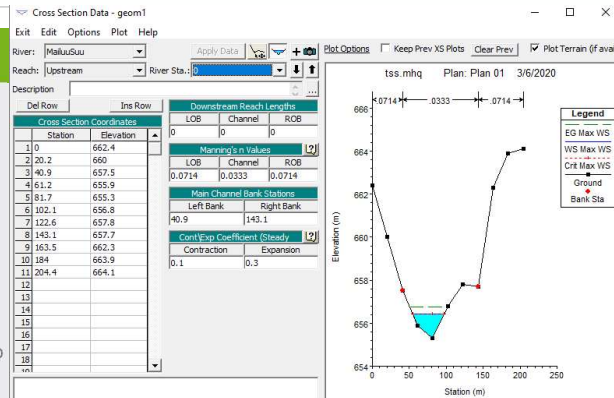 Cross Section Data - geom1
Exit Edit Options Plot Help
River: MailuuSuu Apply Data Plot Options Keep Prev XS Plots Clear Prev Plot Terrain (if avai
Reach: Upstream River Sta.: 0
Description
Del Row Ins Row
Cross Section Coordinates
Station Elevation
1 0 662.4
2 20.2 660
3 40.9 657.5
4 61.2 655.9
5 81.7 655.3
6 102.1 656.8
7 122.6 657.8
8 143.1 657.7
9 163.5 662.3
10 184 663.9
11 204.4 664.1
12
13
14
15
16
17
18
19
Downstream Reach Lengths
LOB Channel ROB
0 0 0
Manning's n Values
LOB Channel ROB
0.0714 0.0333 0.0714
Main Channel Bank Stations
Left Bank Right Bank
40.9 143.1
Cont\Exp Coefficient (Steady
Contraction Expansion
0.1 0.3
tss.mhq Plan: Plan 01 3/6/2020
.0714 .0333 .0714
Elevation (m)
666
664
662
660
658
656
654
0 50 100 150 200 250
Station (m)
Legend
EG Max WS
WS Max WS
Crit Max WS
Ground
Bank Sta